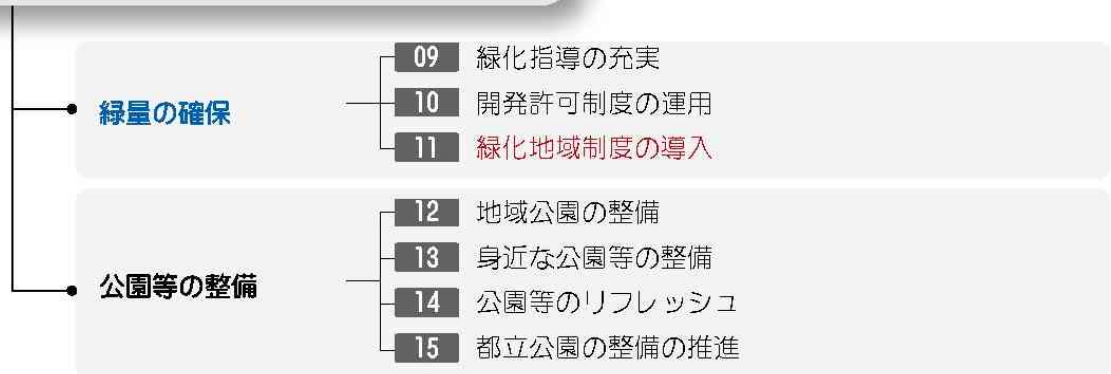 緑量の確保
09 緑化指導の充実
10 開発許可制度の運用
11 緑化地域制度の導入
公園等の整備
12 地域公園の整備
13 身近な公園等の整備
14 公園等のリフレッシュ
15 都立公園の整備の推進